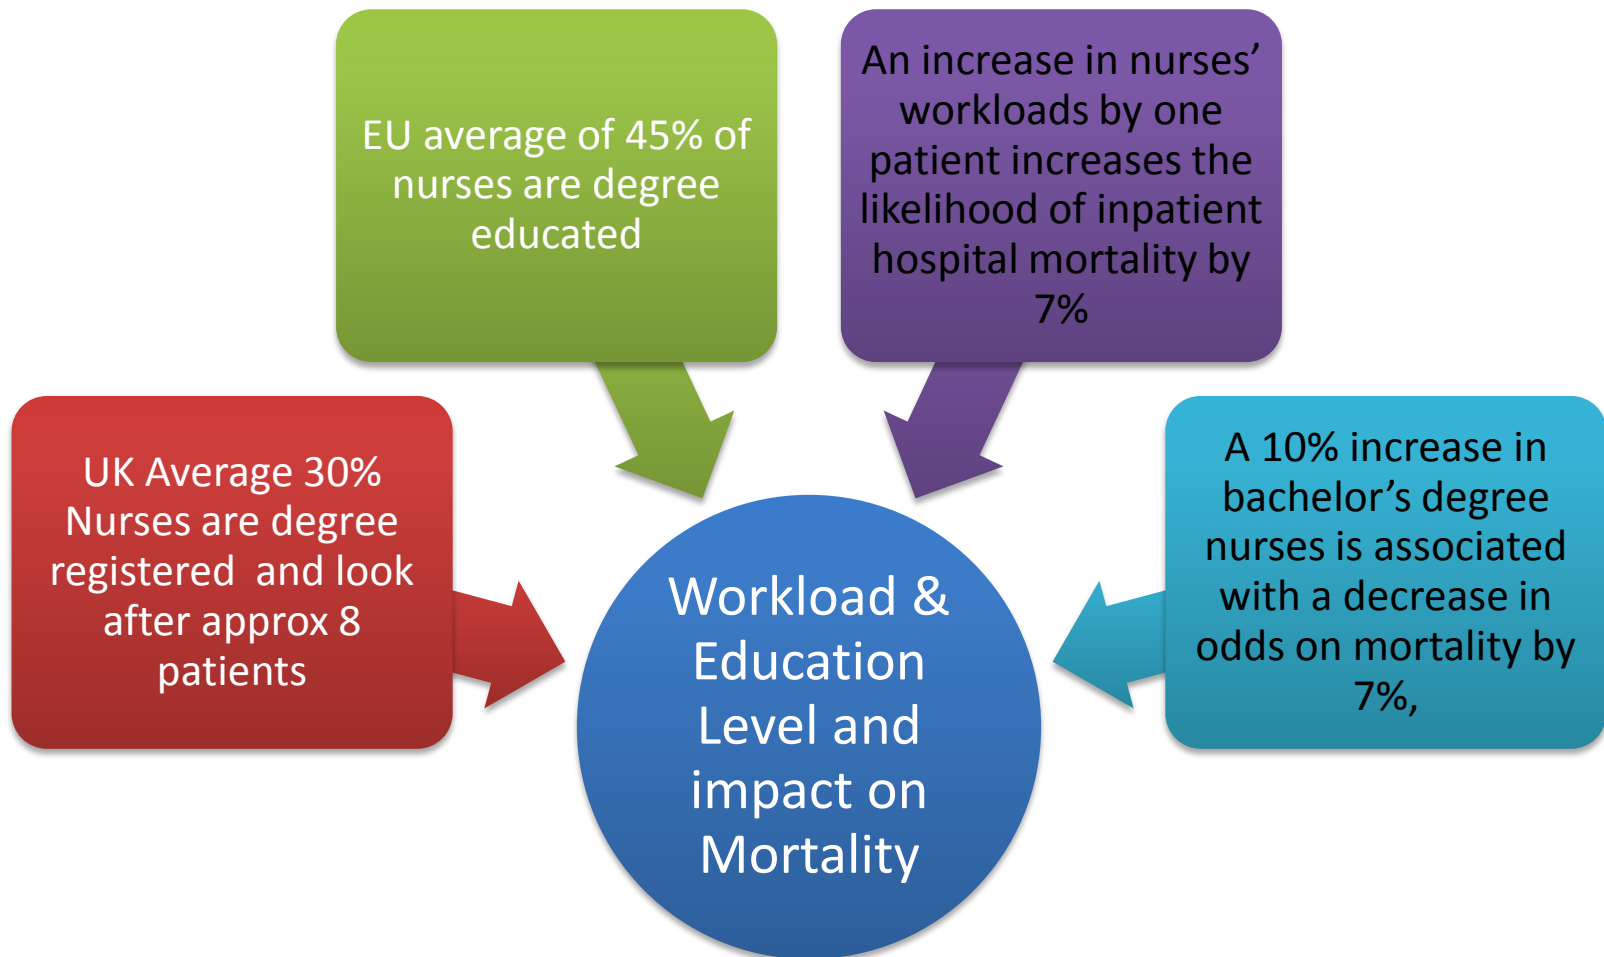 EU average of 45% of
nurses are degree
educated
An increase in nurses’
workloads by one
patient increases the
likelihood of inpatient
hospital mortality by
7%
UK Average 30%
Nurses are degree
registered  and look
after approx 8
patients
A 10% increase in
bachelor’s degree
nurses is associated
with a decrease in
odds on mortality by
7%,
Workload &
Education
Level and
impact on
Mortality